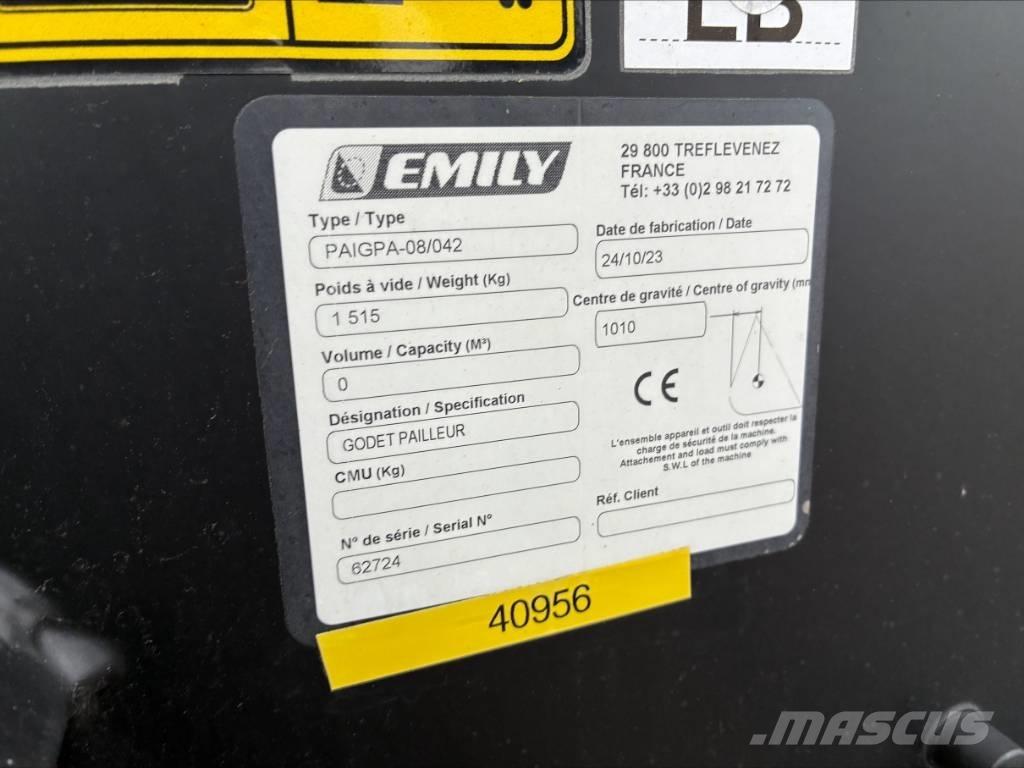 LB
EMILY
29 800 TREFLEVENEZ
FRANCE
Tél: +33 (0)2 98 21 72 72
Type / Type
PAIGPA-08/042
Date de fabrication / Date
24/10/23
Poids à vide / Weight (Kg)
1 515
Centre de gravité / Centre of gravity (mm
1010
Volume / Capacity (M³)
0
CE
Désignation / Specification
GODET PAILLEUR
L'ensemble appareil et outil doit respecter la
charge de sécurité de la machine.
Attachement and load must comply with
S.W.L of the machine
CMU (Kg)
Réf. Client
N° de série / Serial N°
62724
40956
MASCUS